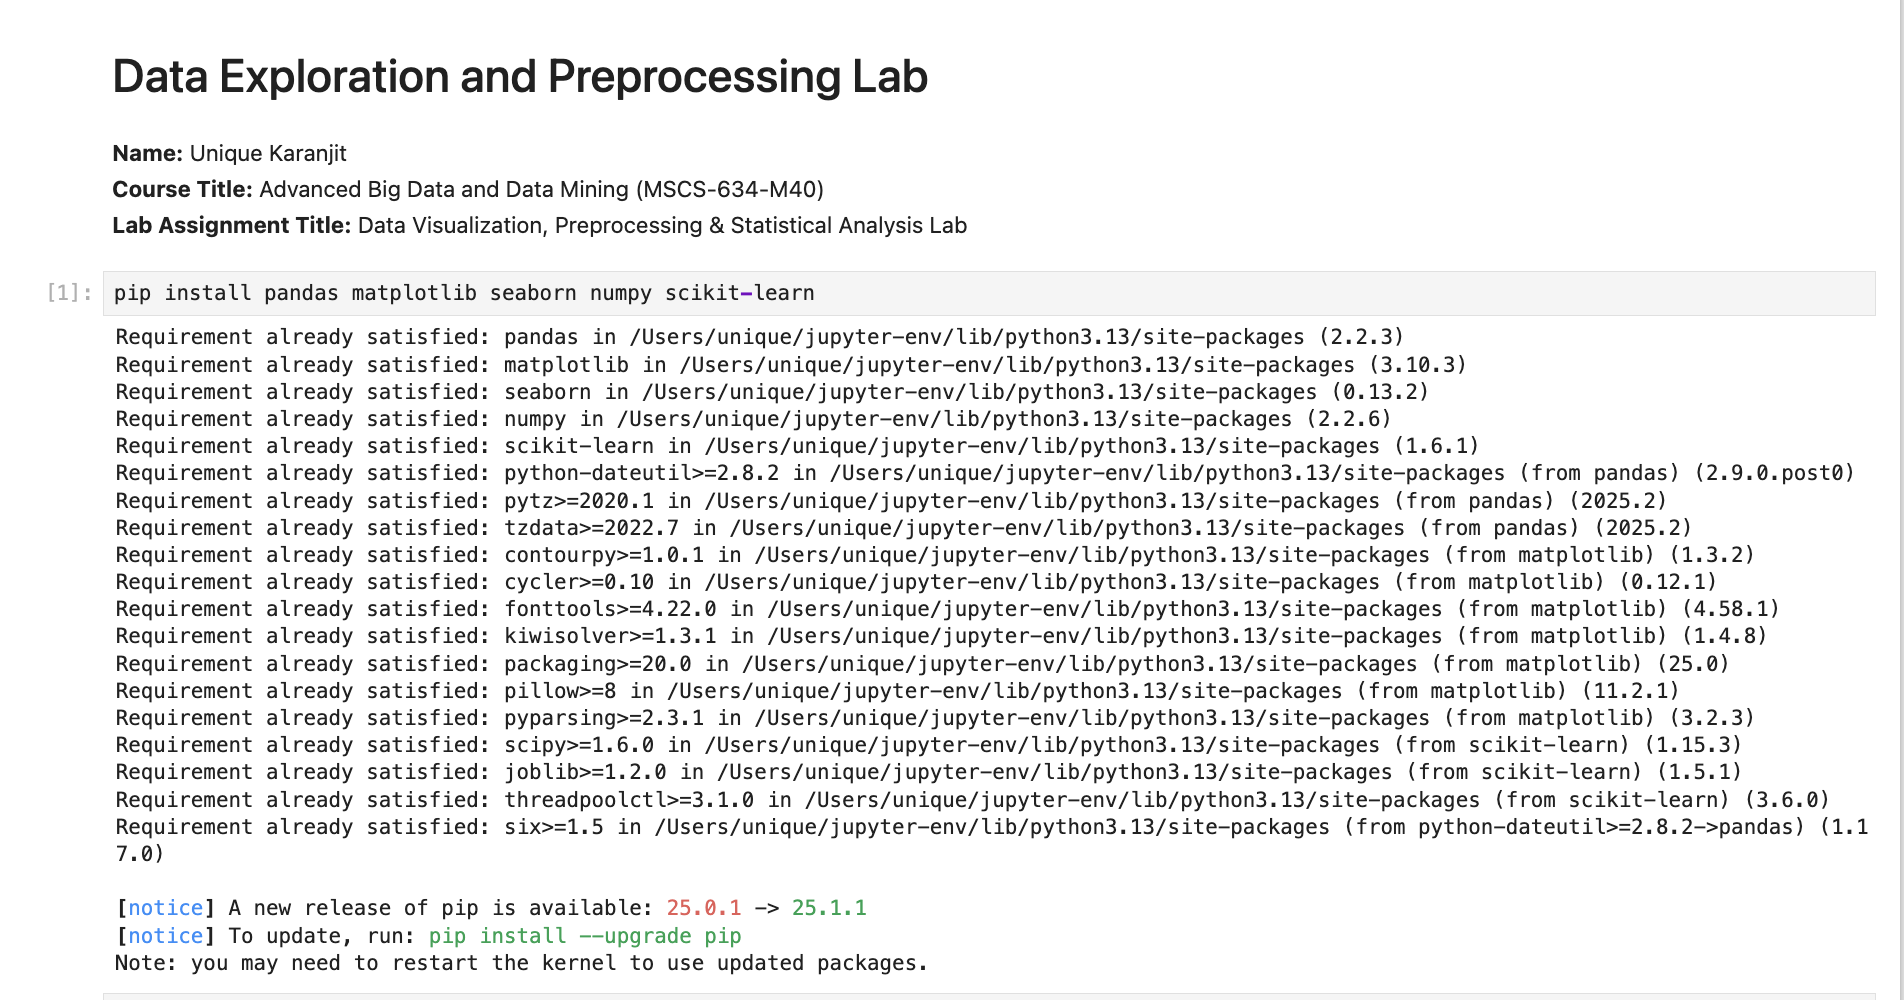 Data Exploration and Preprocessing Lab
Name: Unique Karanjit
Course Title: Advanced Big Data and Data Mining (MSCS-634-M40)
Lab Assignment Title: Data Visualization, Preprocessing & Statistical Analysis Lab
[1]: pip install pandas matplotlib seaborn numpy scikit-learn
Requirement already satisfied: pandas in /Users/unique/jupyter-env/lib/python3.13/site-packages (2.2.3)
Requirement already satisfied: matplotlib in /Users/unique/jupyter-env/lib/python3.13/site-packages (3.10.3)
Requirement already satisfied: seaborn in /Users/unique/jupyter-env/lib/python3.13/site-packages (0.13.2)
Requirement already satisfied: numpy in /Users/unique/jupyter-env/lib/python3.13/site-packages (2.2.6)
Requirement already satisfied: scikit-learn in /Users/unique/jupyter-env/lib/python3.13/site-packages (1.6.1)
Requirement already satisfied: python-dateutil>=2.8.2 in /Users/unique/jupyter-env/lib/python3.13/site-packages (from pandas) (2.9.0.post0)
Requirement already satisfied: pytz>=2020.1 in /Users/unique/jupyter-env/lib/python3.13/site-packages (from pandas) (2025.2)
Requirement already satisfied: tzdata>=2022.7 in /Users/unique/jupyter-env/lib/python3.13/site-packages (from pandas) (2025.2)
Requirement already satisfied: contourpy>=1.0.1 in /Users/unique/jupyter-env/lib/python3.13/site-packages (from matplotlib) (1.3.2)
Requirement already satisfied: cycler>=0.10 in /Users/unique/jupyter-env/lib/python3.13/site-packages (from matplotlib) (0.12.1)
Requirement already satisfied: fonttools>=4.22.0 in /Users/unique/jupyter-env/lib/python3.13/site-packages (from matplotlib) (4.58.1)
Requirement already satisfied: kiwisolver>=1.3.1 in /Users/unique/jupyter-env/lib/python3.13/site-packages (from matplotlib) (1.4.8)
Requirement already satisfied: packaging>=20.0 in /Users/unique/jupyter-env/lib/python3.13/site-packages (from matplotlib) (25.0)
Requirement already satisfied: pillow>=8 in /Users/unique/jupyter-env/lib/python3.13/site-packages (from matplotlib) (11.2.1)
Requirement already satisfied: pyparsing>=2.3.1 in /Users/unique/jupyter-env/lib/python3.13/site-packages (from matplotlib) (3.2.3)
Requirement already satisfied: scipy>=1.6.0 in /Users/unique/jupyter-env/lib/python3.13/site-packages (from scikit-learn) (1.15.3)
Requirement already satisfied: joblib>=1.2.0 in /Users/unique/jupyter-env/lib/python3.13/site-packages (from scikit-learn) (1.5.1)
Requirement already satisfied: threadpoolctl>=3.1.0 in /Users/unique/jupyter-env/lib/python3.13/site-packages (from scikit-learn) (3.6.0)
Requirement already satisfied: six>=1.5 in /Users/unique/jupyter-env/lib/python3.13/site-packages (from python-dateutil>=2.8.2->pandas) (1.1
7.0)
[notice] A new release of pip is available: 25.0.1 -> 25.1.1
[notice] To update, run: pip install --upgrade pip
Note: you may need to restart the kernel to use updated packages.